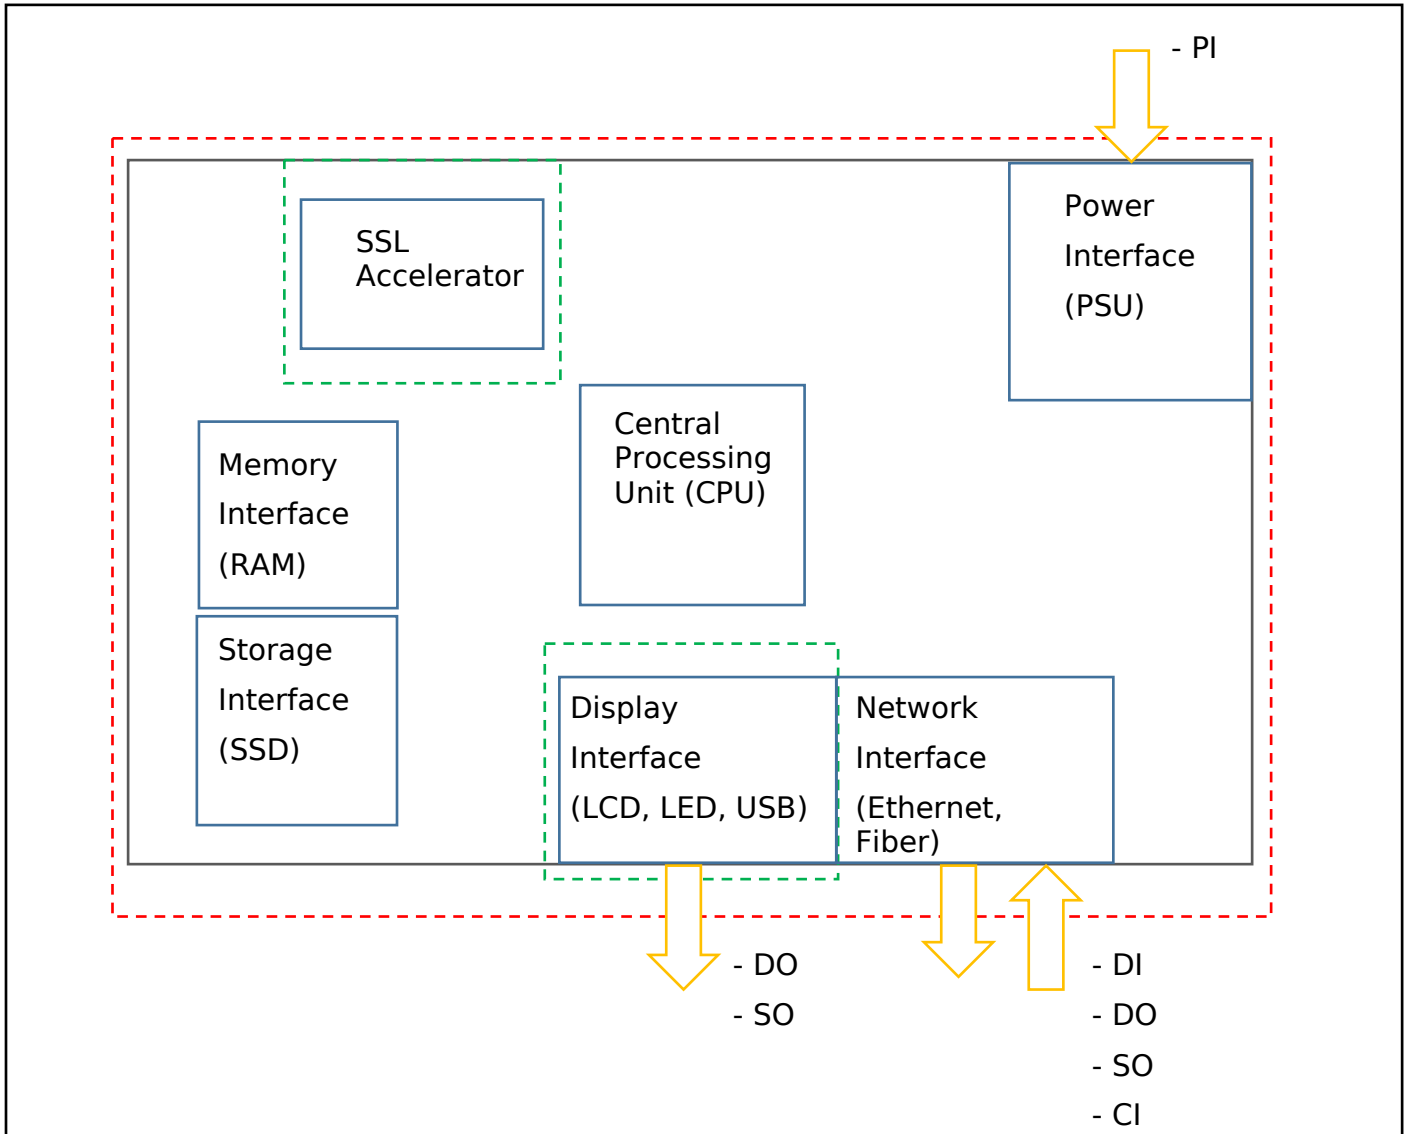 - PI
SSL
Accelerator
Power
Interface
(PSU)
Central
Processing
Unit (CPU)
Memory
Interface
(RAM)
Storage
Interface
(SSD)
Display
Interface
(LCD, LED, USB)
Network
Interface
(Ethernet,
Fiber)
- DO
- SO
- DI
- DO
- SO
- CI